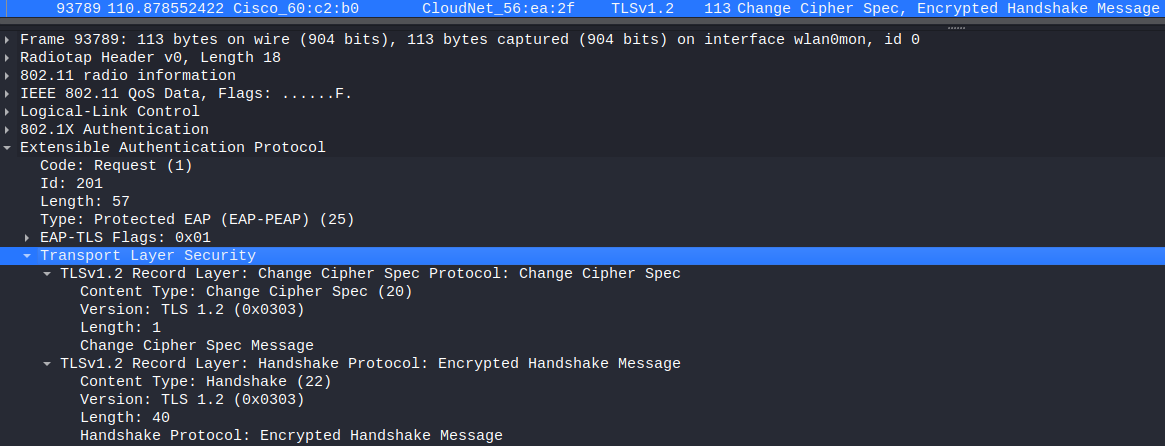 93789 110.878552422 Cisco_60:c2:b0 CloudNet_56:ea:2f TLSv1.2 113 Change Cipher Spec, Encrypted Handshake Message
Frame 93789: 113 bytes on wire (904 bits), 113 bytes captured (904 bits) on interface wlan0mon, id 0
Radiotap Header v0, Length 18
802.11 radio information
IEEE 802.11 QoS Data, Flags: ......F.
Logical-Link Control
802.1X Authentication
Extensible Authentication Protocol
Code: Request (1)
Id: 201
Length: 57
Type: Protected EAP (EAP-PEAP) (25)
EAP-TLS Flags: 0x01
Transport Layer Security
TLSv1.2 Record Layer: Change Cipher Spec Protocol: Change Cipher Spec
Content Type: Change Cipher Spec (20)
Version: TLS 1.2 (0x0303)
Length: 1
Change Cipher Spec Message
TLSv1.2 Record Layer: Handshake Protocol: Encrypted Handshake Message
Content Type: Handshake (22)
Version: TLS 1.2 (0x0303)
Length: 40
Handshake Protocol: Encrypted Handshake Message